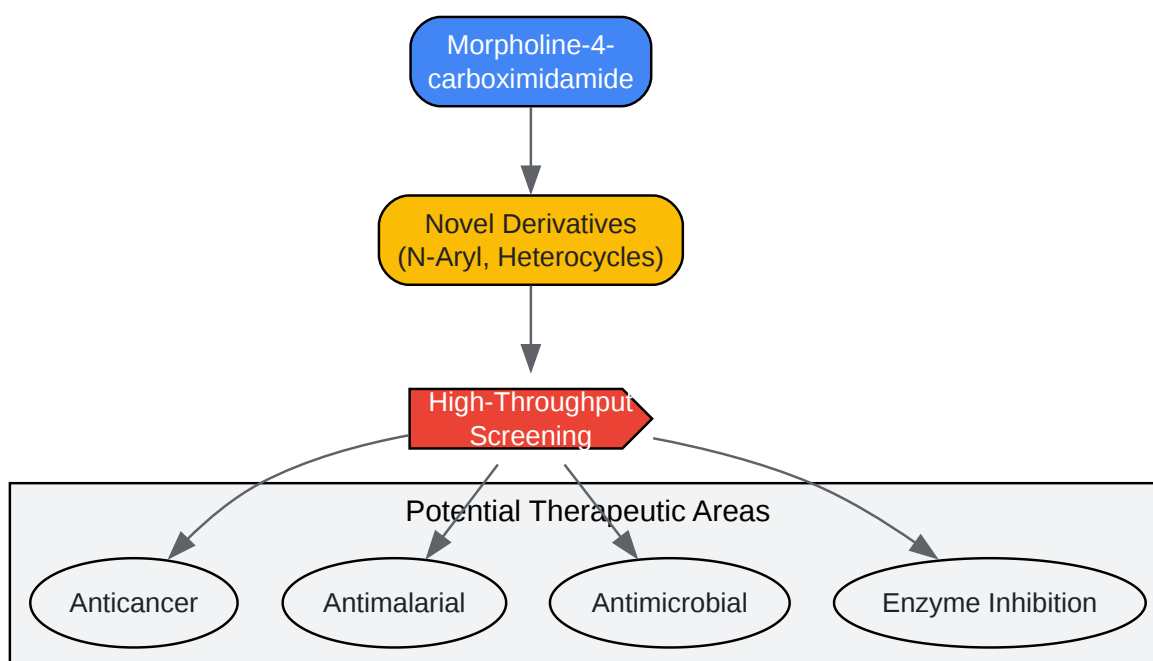 Morpholine-4-
carboximidamide
Novel Derivatives
(N-Aryl, Heterocycles)
High-Throughput
Screening
Potential Therapeutic Areas
Anticancer
Antimalarial
Antimicrobial
Enzyme Inhibition